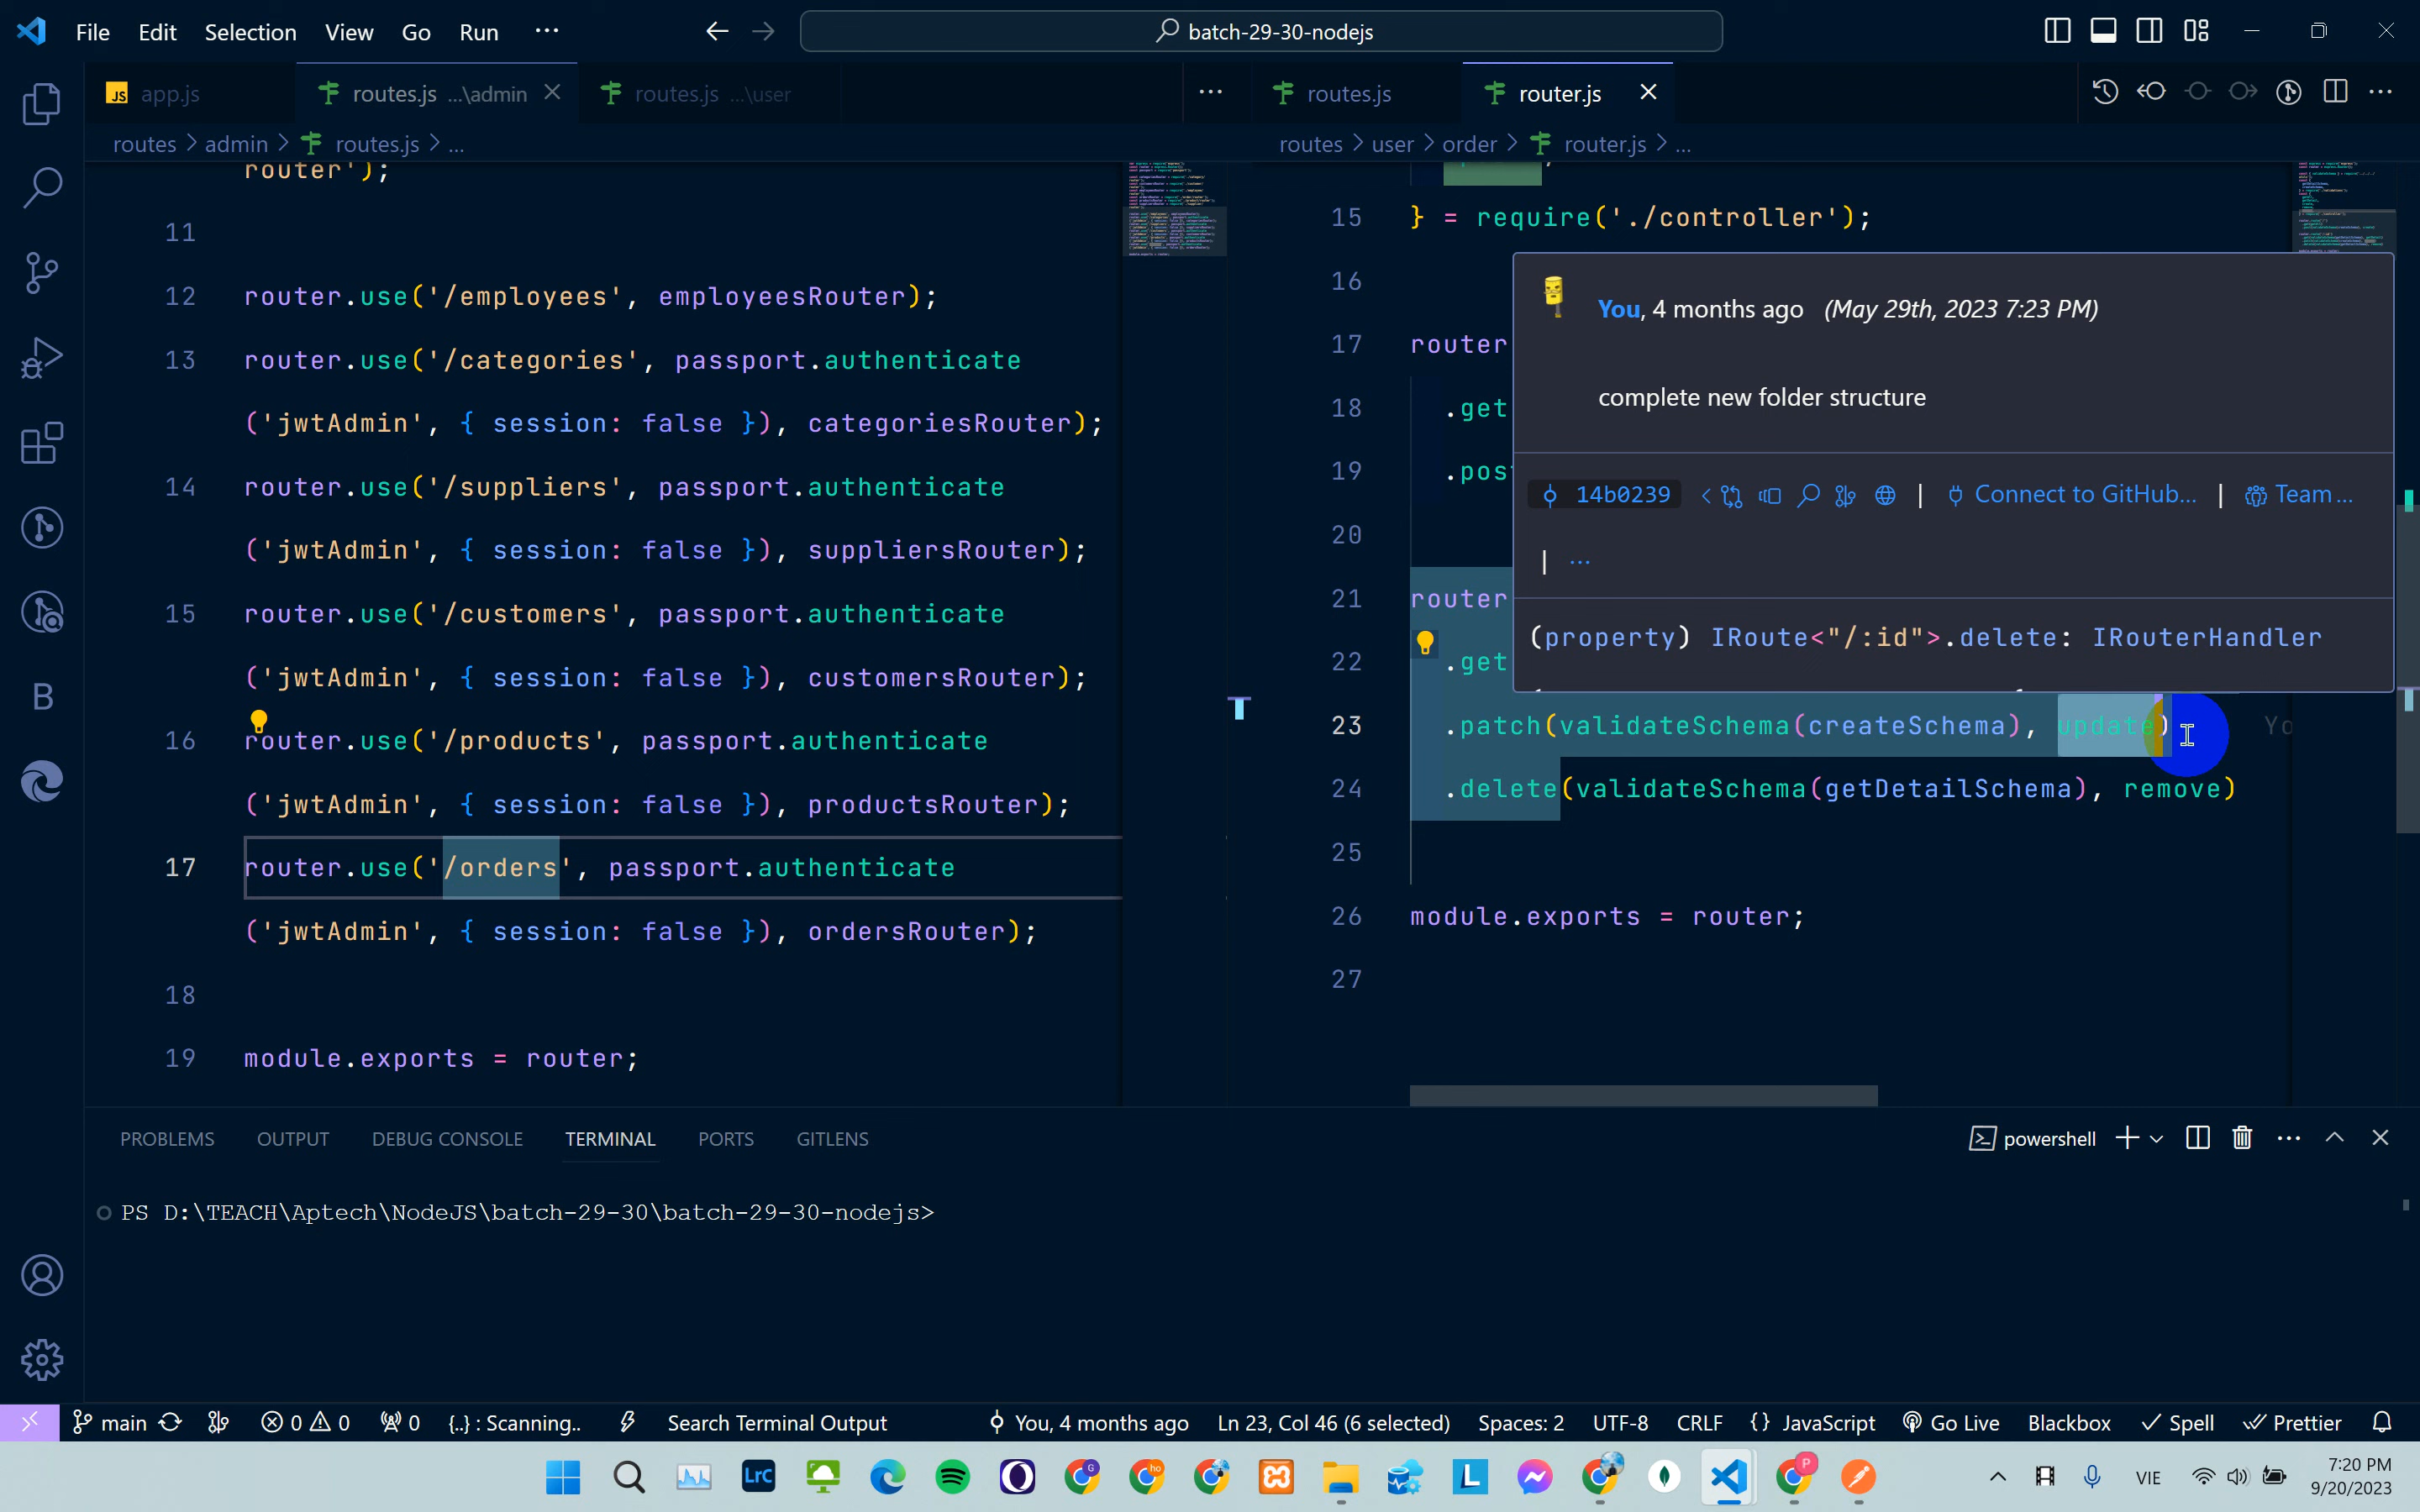 File Edit Selection View Go Run ···
batch-29-30-nodejs
app.js
routes.js ...\admin
routes.js ...\user
routes.js
router.js
routes > admin > routes.js > ...
router');
11
12 router.use('/employees', employeesRouter);
13 router.use('/categories', passport.authenticate
('jwtAdmin', { session: false }), categoriesRouter);
14 router.use('/suppliers', passport.authenticate
('jwtAdmin', { session: false }), suppliersRouter);
15 router.use('/customers', passport.authenticate
('jwtAdmin', { session: false }), customersRouter);
16 router.use('/products', passport.authenticate
('jwtAdmin', { session: false }), productsRouter);
17 router.use('/orders', passport.authenticate
('jwtAdmin', { session: false }), ordersRouter);
18
19 module.exports = router;
routes > user > order > router.js > ...
15 } = require('./controller');
16
17 router
18 .get
19 .pos
20
21 router
22 .get
23 .patch(validateSchema(createSchema), update) Yo
24 .delete(validateSchema(getDetailSchema), remove)
25
26 module.exports = router;
27
You, 4 months ago (May 29th, 2023 7:23 PM)
complete new folder structure
14b0239 | Connect to GitHub... | Team ...
| ...
(property) IRoute<"/:id">.delete: IRouterHandler
PROBLEMS OUTPUT DEBUG CONSOLE TERMINAL PORTS GITLENS
powershell
PS D:\TEACH\Aptech\NodeJS\batch-29-30\batch-29-30-nodejs>
main 0 0 0 {..} : Scanning.. Search Terminal Output You, 4 months ago Ln 23, Col 46 (6 selected) Spaces: 2 UTF-8 CRLF {} JavaScript Go Live Blackbox Spell Prettier
VIE
7:20 PM
9/20/2023